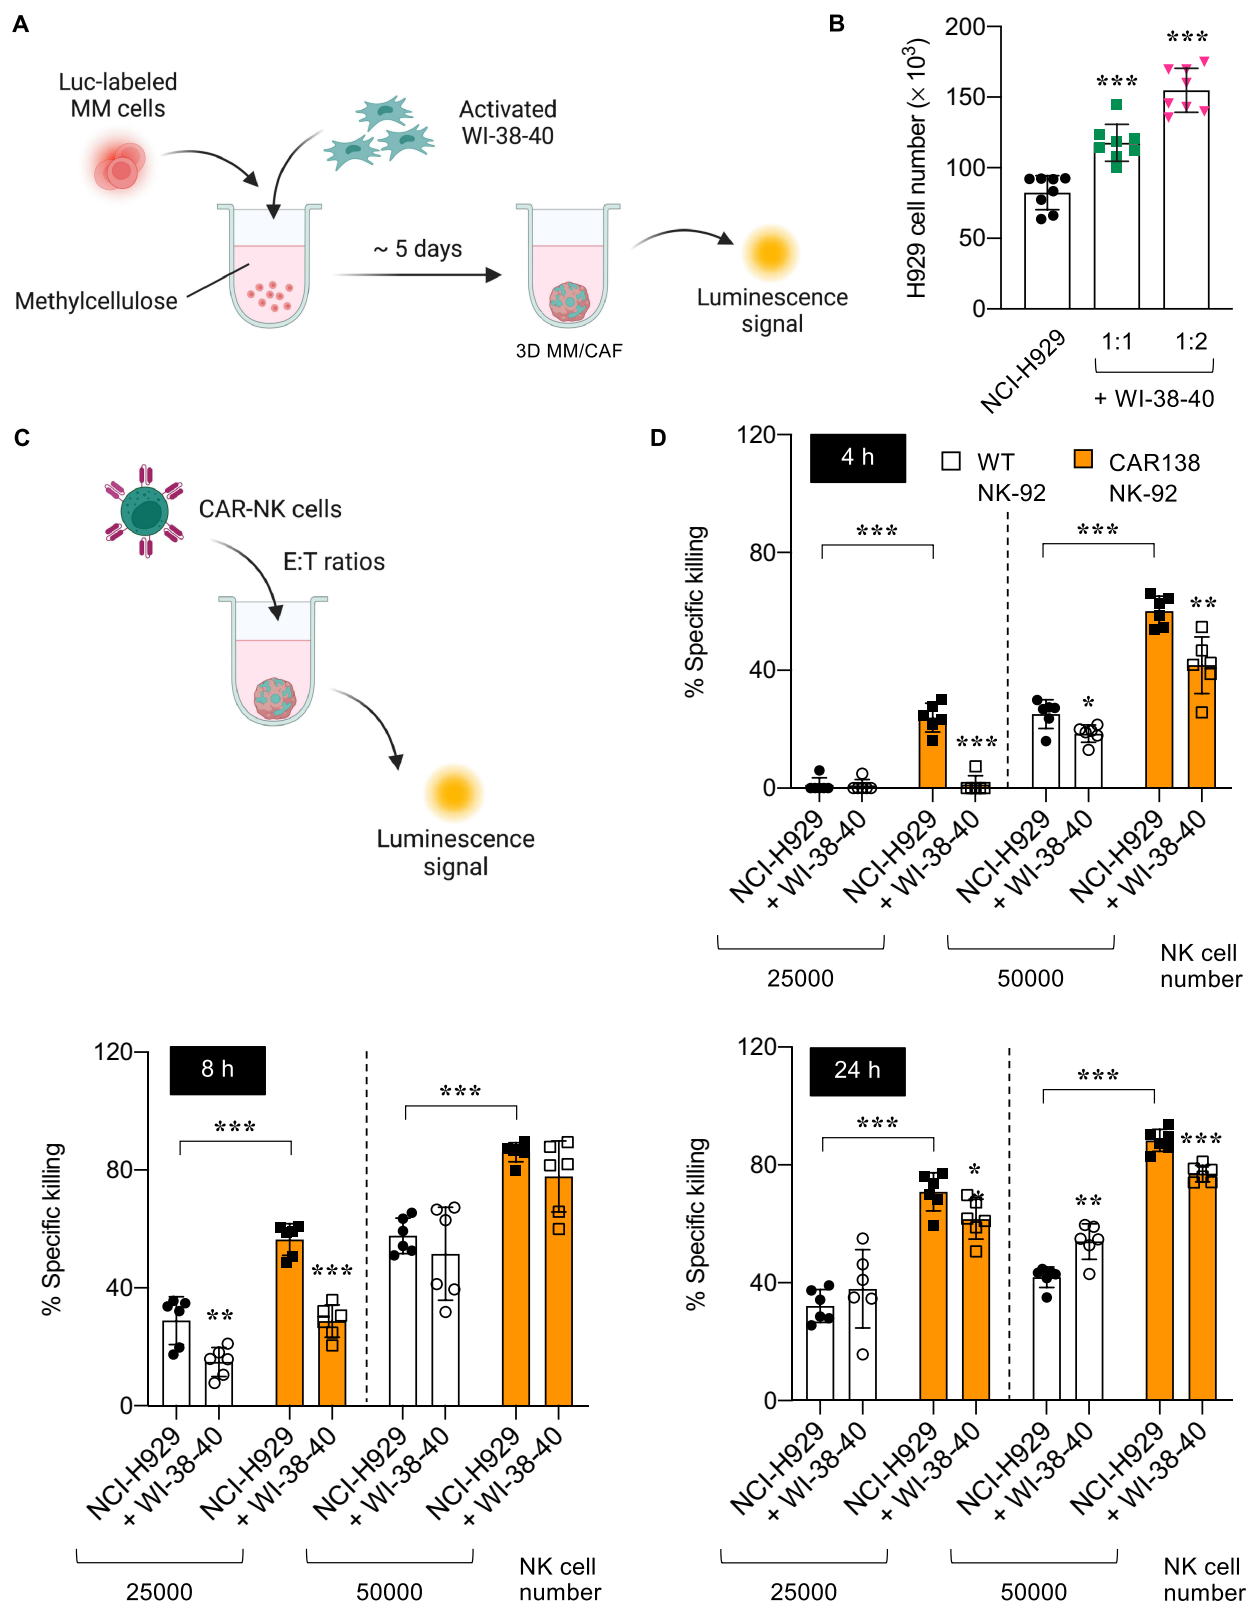 A
Luc-labeled
MM cells
Activated
WI-38-40
Methylcellulose
~ 5 days
3D MM/CAF
Luminescence
signal
B
H929 cell number (× 10³)
200
150
100
50
0
***
***
NCI-H929
1:1
1:2
+ WI-38-40
C
CAR-NK cells
E:T ratios
Luminescence
signal
D
% Specific killing
120
80
40
0
4 h
WT
NK-92
CAR138
NK-92
***
***
***
*
**
NCI-H929
+ WI-38-40
NCI-H929
+ WI-38-40
NCI-H929
+ WI-38-40
NCI-H929
+ WI-38-40
25000
50000
NK cell
number
% Specific killing
120
80
40
0
8 h
***
***
**
***
NCI-H929
+ WI-38-40
NCI-H929
+ WI-38-40
NCI-H929
+ WI-38-40
NCI-H929
+ WI-38-40
25000
50000
NK cell
number
% Specific killing
120
80
40
0
24 h
***
***
*
*
**
***
NCI-H929
+ WI-38-40
NCI-H929
+ WI-38-40
NCI-H929
+ WI-38-40
NCI-H929
+ WI-38-40
25000
50000
NK cell
number